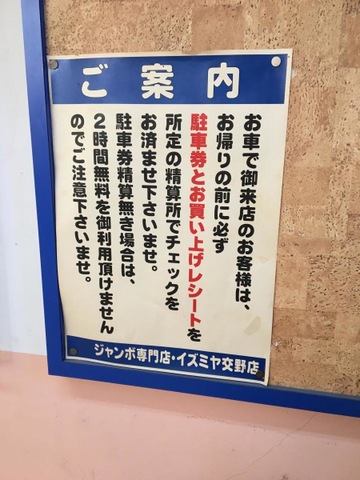 ご案内
お車で御来店のお客様は、
お帰りの前に必ず
駐車券とお買い上げレシートを
所定の精算所でチェックを
お済ませ下さいませ。
駐車券精算無き場合は、
2時間無料を御利用頂けません
のでご注意下さいませ。
ジャンボ専門店・イズミヤ交野店